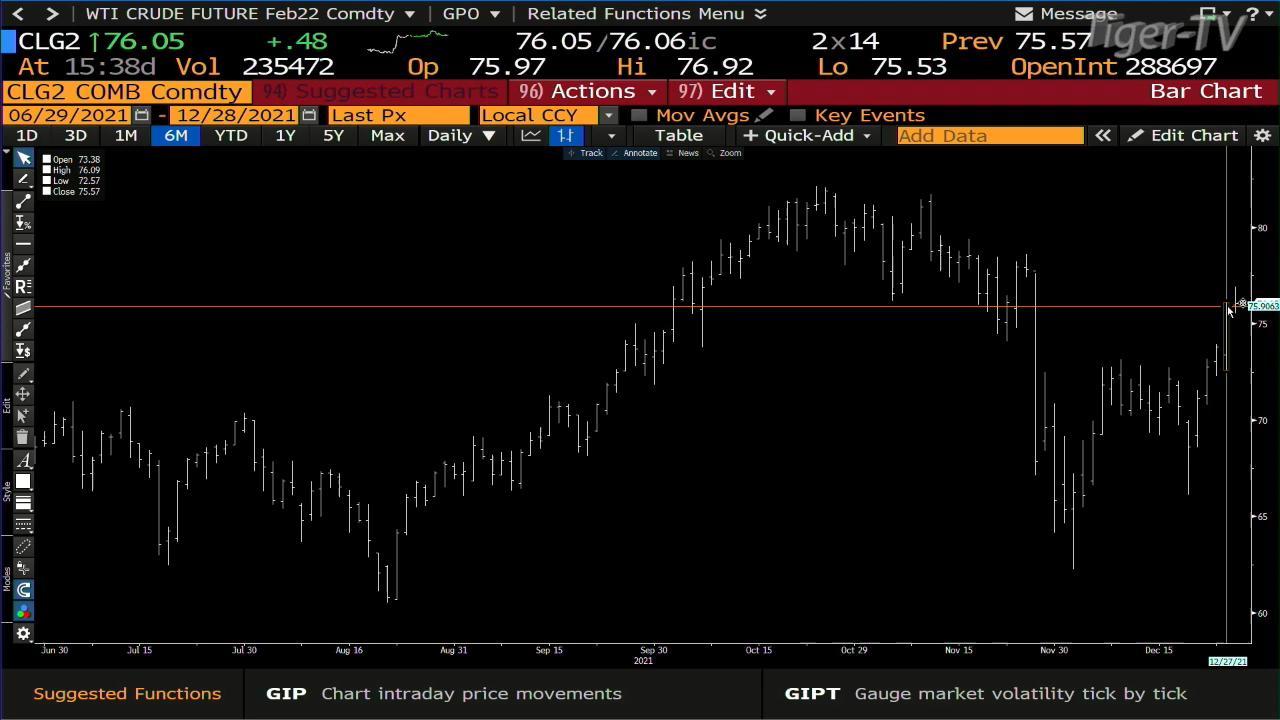 WTI CRUDE FUTURE Feb22 Comdty GPO Related Functions Menu Message ?
Tiger-TV
CLG2 ↑76.05 +.48 76.05/76.06ic 2x14 Prev 75.57
At 15:38d Vol 235472 Op 75.97 Hi 76.92 Lo 75.53 OpenInt 288697
CLG2 COMB Comdty 94) Suggested Charts 96) Actions 97) Edit Bar Chart
06/29/2021 - 12/28/2021 Last Px Local CCY Mov Avgs Key Events
1D 3D 1M 6M YTD 1Y 5Y Max Daily Table + Quick-Add Add Data Edit Chart
Track Annotate News Zoom
Open 73.38
High 76.09
Low 72.57
Close 75.57
Favorites
Edit
Style
Modes
80
75.9063
75
70
65
60
Jun 30 Jul 15 Jul 30 Aug 16 Aug 31 Sep 15 Sep 30 Oct 15 Oct 29 Nov 15 Nov 30 Dec 15
2021
12/27/21
Suggested Functions GIP Chart intraday price movements GIPT Gauge market volatility tick by tick